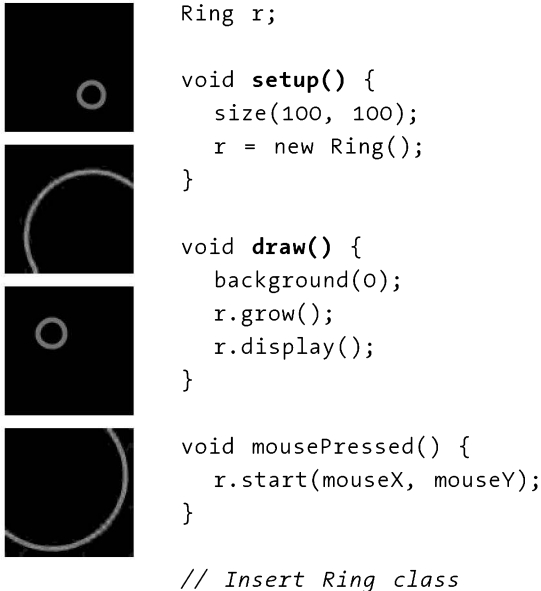 Ring r;
void setup() {
size(100, 100);
r = new Ring();
}
void draw() {
background(0);
r.grow();
r.display();
}
void mousePressed() {
r.start(mouseX, mouseY);
}
// Insert Ring class